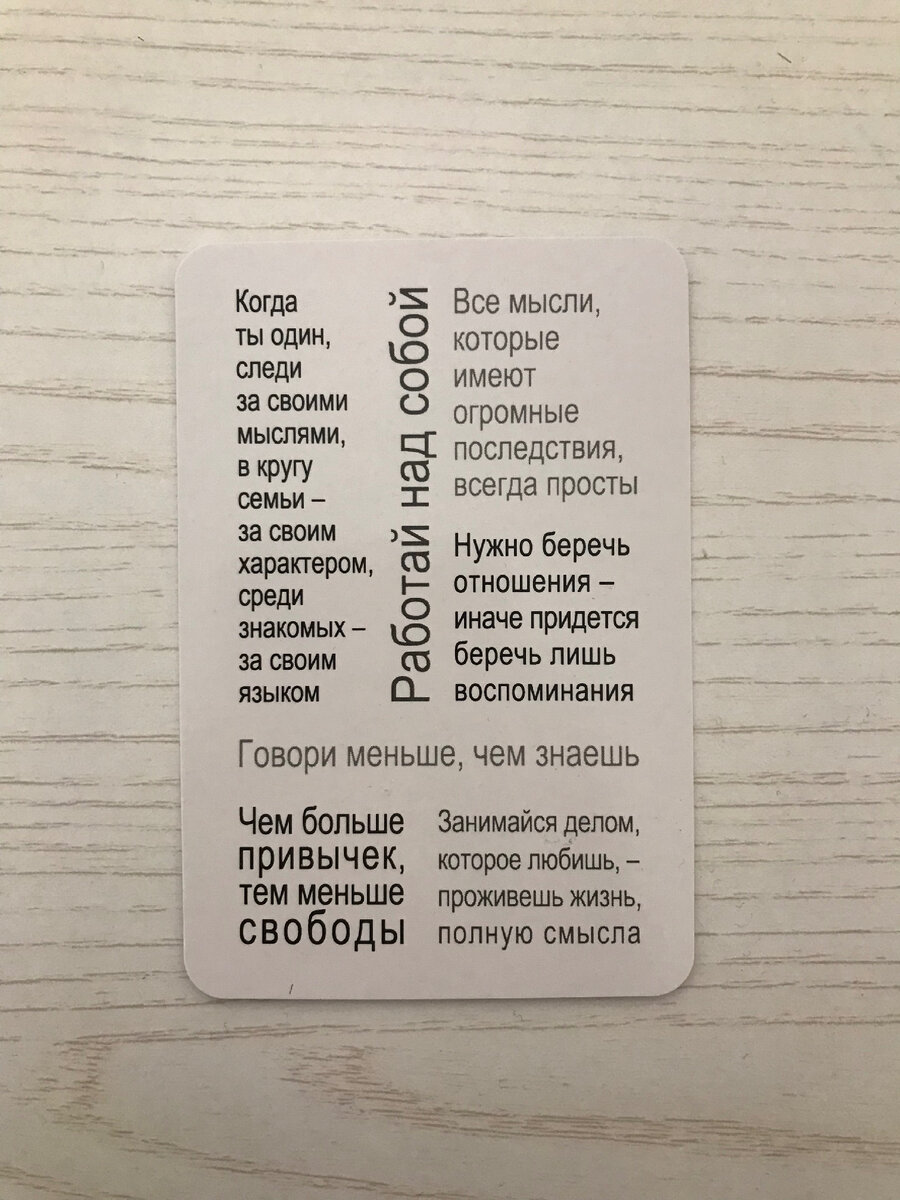 Когда
ты один,
следи
за своими
мыслями,
в кругу
семьи –
за своим
характером,
среди
знакомых –
за своим
языком
Работай над собой
Все мысли,
которые
имеют
огромные
последствия,
всегда просты
Нужно беречь
отношения –
иначе придется
беречь лишь
воспоминания
Говори меньше, чем знаешь
Чем больше
привычек,
тем меньше
свободы
Занимайся делом,
которое любишь, –
проживешь жизнь,
полную смысла